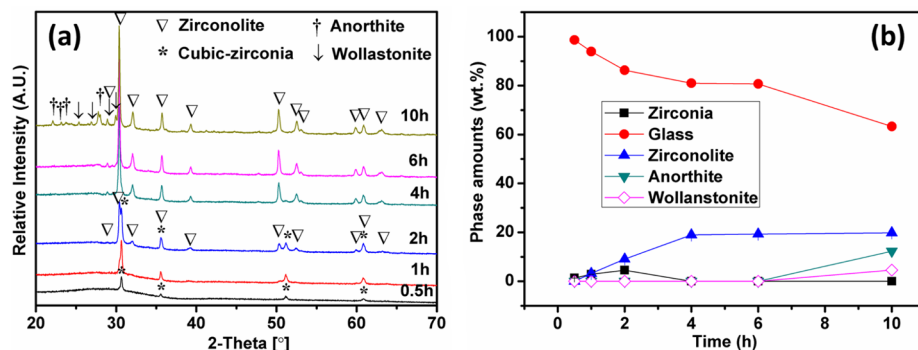 (a)
▽ Zirconolite † Anorthite
* Cubic-zirconia ↓ Wollastonite
Relative Intensity (A.U.)
10h
6h
4h
2h
1h
0.5h
20 30 40 50 60 70
2-Theta [°]
(b)
Phase amounts (wt.%)
100
80
60
40
20
0
Zirconia
Glass
Zirconolite
Anorthite
Wollanstonite
0 2 4 6 8 10
Time (h)